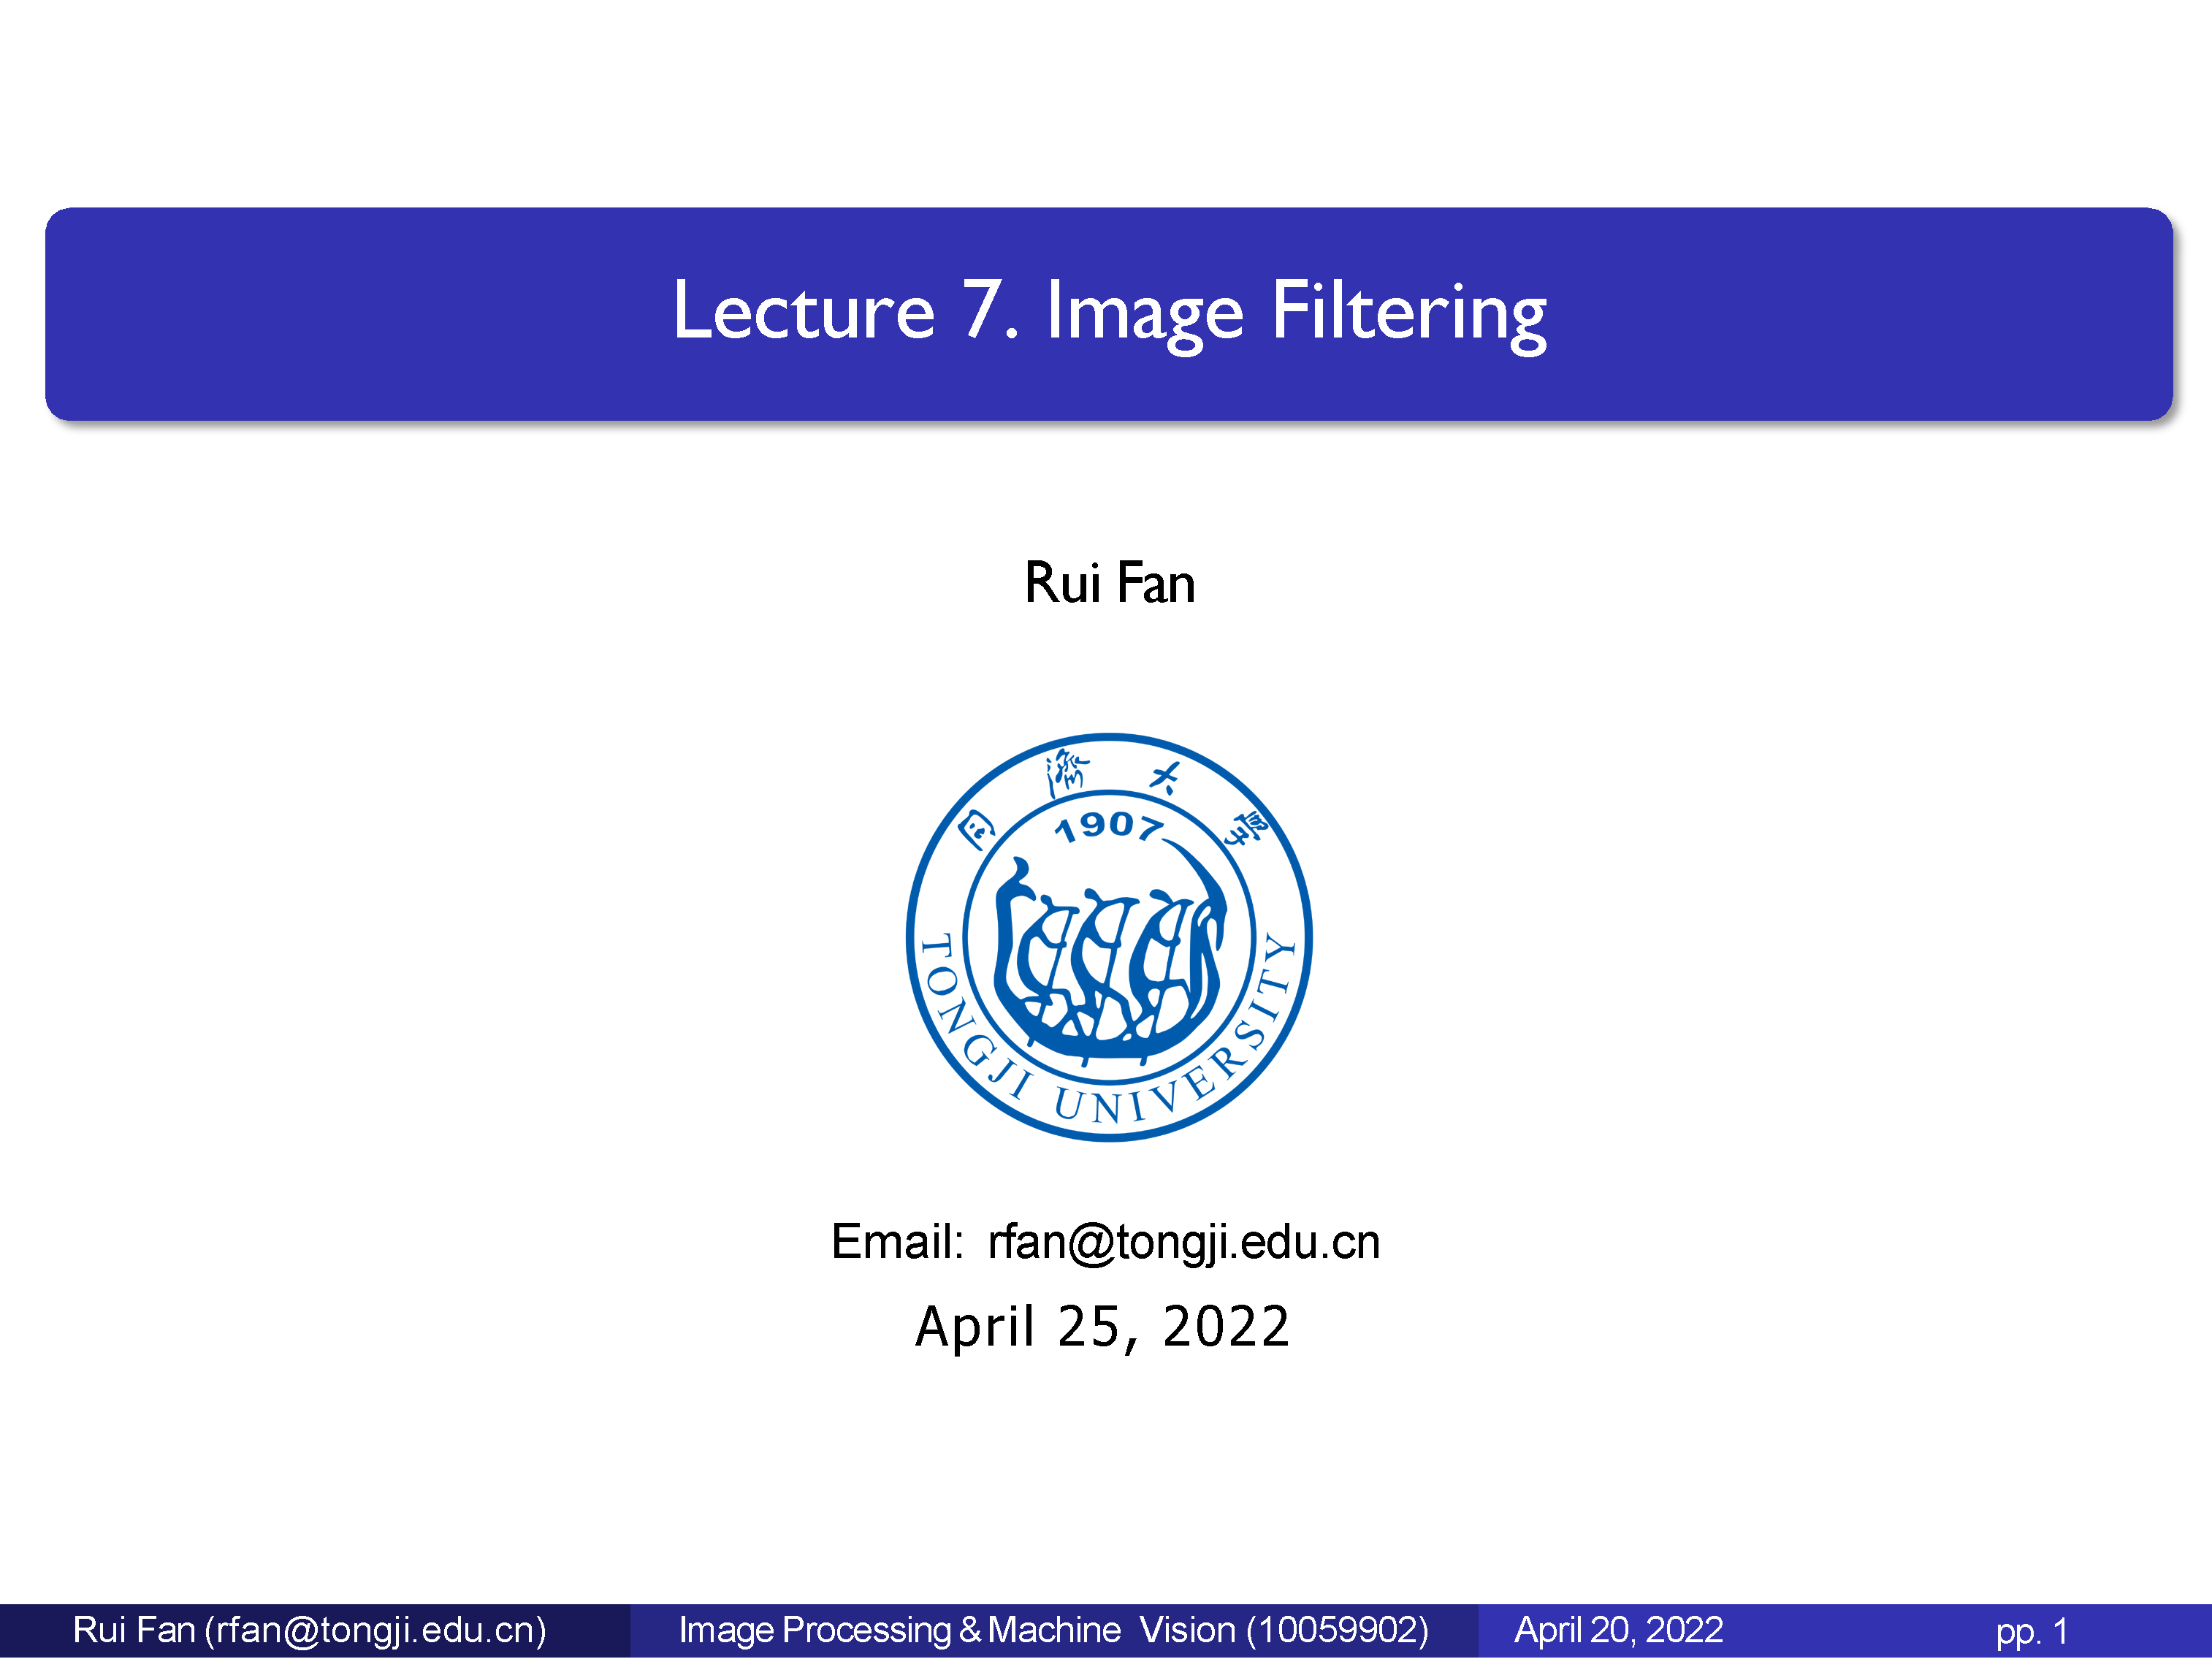 Lecture 7. Image Filtering
Rui Fan
同濟大學
1907
TONGJI UNIVERSITY
Email: rfan@tongji.edu.cn
April 25, 2022
Rui Fan (rfan@tongji.edu.cn) Image Processing & Machine Vision (10059902) April 20, 2022 pp. 1